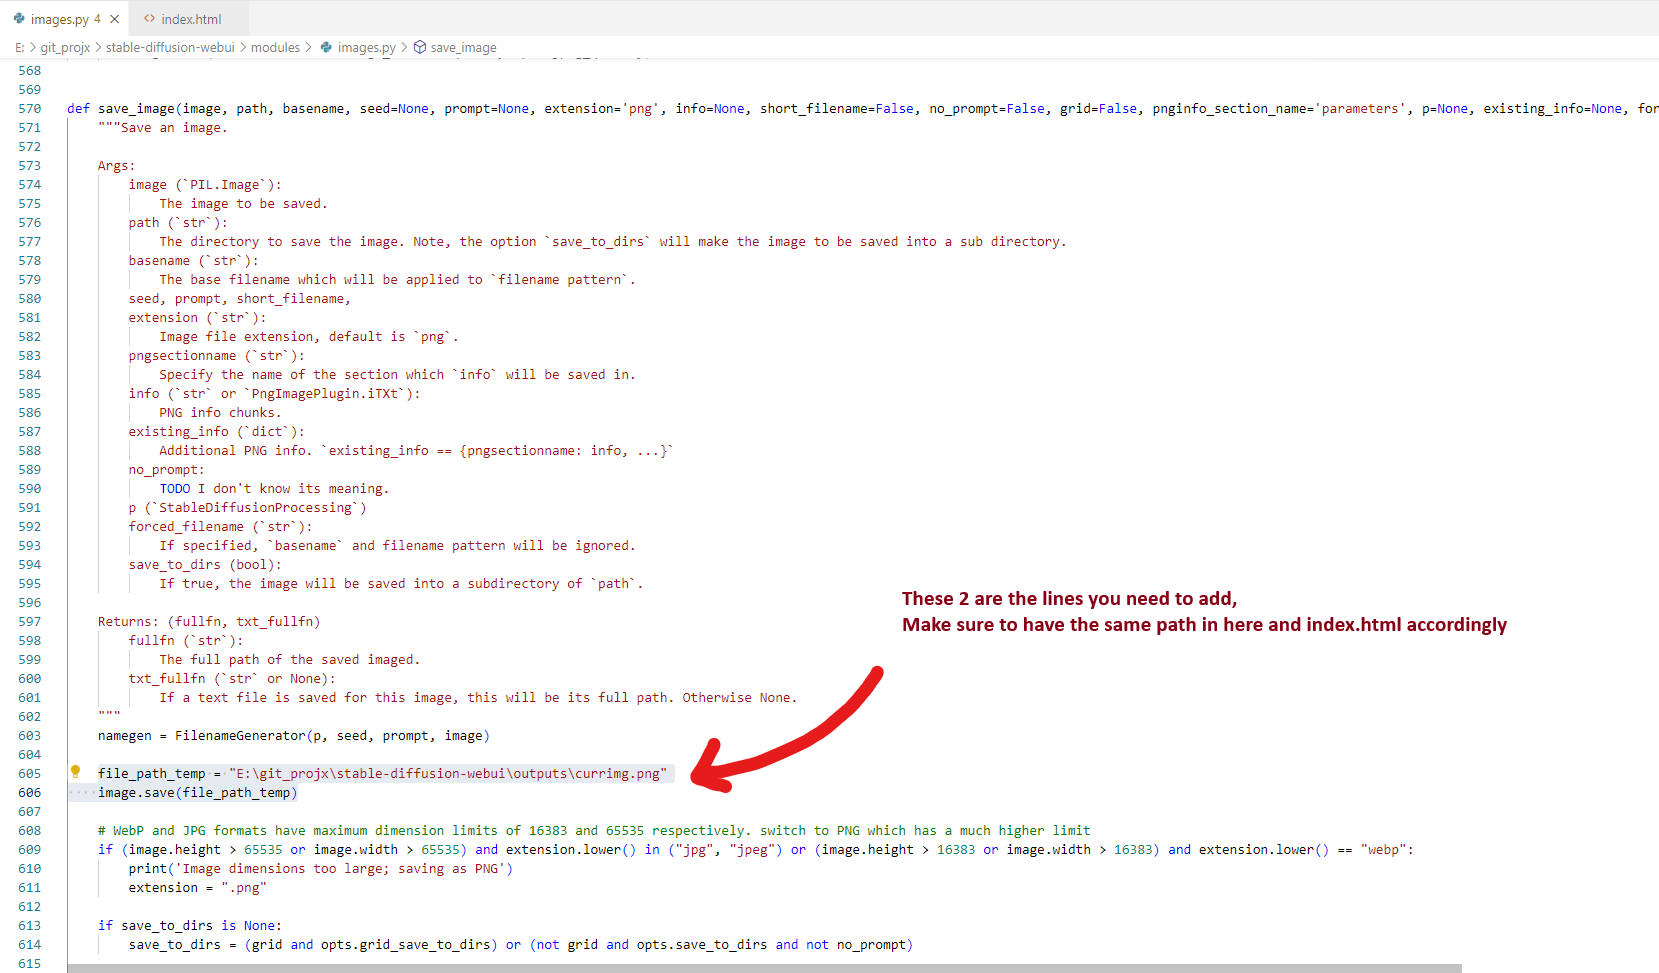 images.py 4 × <> index.html
E: > git_projx > stable-diffusion-webui > modules > images.py > save_image
568
569
570 def save_image(image, path, basename, seed=None, prompt=None, extension='png', info=None, short_filename=False, no_prompt=False, grid=False, pnginfo_section_name='parameters', p=None, existing_info=None, for
571 """Save an image.
572
573 Args:
574 image (`PIL.Image`):
575 The image to be saved.
576 path (`str`):
577 The directory to save the image. Note, the option `save_to_dirs` will make the image to be saved into a sub directory.
578 basename (`str`):
579 The base filename which will be applied to `filename pattern`.
580 seed, prompt, short_filename,
581 extension (`str`):
582 Image file extension, default is `png`.
583 pngsectionname (`str`):
584 Specify the name of the section which `info` will be saved in.
585 info (`str` or `PngImagePlugin.iTXt`):
586 PNG info chunks.
587 existing_info (`dict`):
588 Additional PNG info. `existing_info == {pngsectionname: info, ...}`
589 no_prompt:
590 TODO I don't know its meaning.
591 p (`StableDiffusionProcessing`)
592 forced_filename (`str`):
593 If specified, `basename` and filename pattern will be ignored.
594 save_to_dirs (bool):
595 If true, the image will be saved into a subdirectory of `path`.
596
These 2 are the lines you need to add,
Make sure to have the same path in here and index.html accordingly
597 Returns: (fullfn, txt_fullfn)
598 fullfn (`str`):
599 The full path of the saved imaged.
600 txt_fullfn (`str` or None):
601 If a text file is saved for this image, this will be its full path. Otherwise None.
602 """
603 namegen = FilenameGenerator(p, seed, prompt, image)
604
605 file_path_temp = "E:\git_projx\stable-diffusion-webui\outputs\currimg.png"
606 image.save(file_path_temp)
607
608 # WebP and JPG formats have maximum dimension limits of 16383 and 65535 respectively. switch to PNG which has a much higher limit
609 if (image.height > 65535 or image.width > 65535) and extension.lower() in ("jpg", "jpeg") or (image.height > 16383 or image.width > 16383) and extension.lower() == "webp":
610 print('Image dimensions too large; saving as PNG')
611 extension = ".png"
612
613 if save_to_dirs is None:
614 save_to_dirs = (grid and opts.grid_save_to_dirs) or (not grid and opts.save_to_dirs and not no_prompt)
615